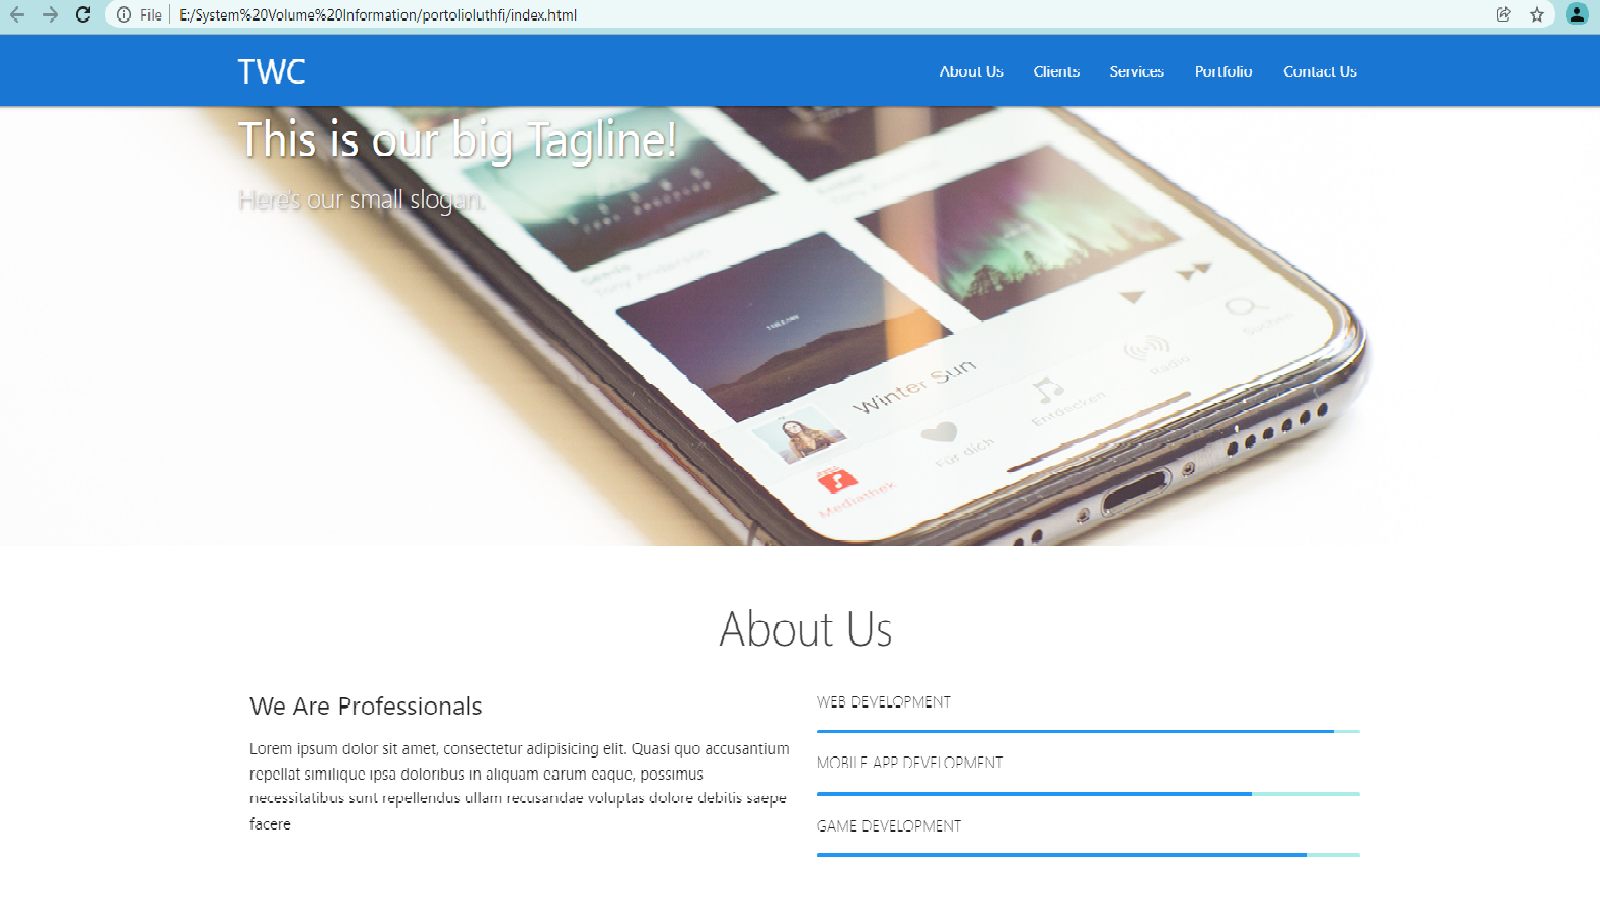 File E:/System%20Volume%20Information/portolioluthfi/index.html
TWC
About Us Clients Services Portfolio Contact Us
This is our big Tagline!
Here's our small slogan.
Tony Anderson
Winter Sun
Suchen
Radio
Entdecken
Für dich
Mediathek
About Us
We Are Professionals
Lorem ipsum dolor sit amet, consectetur adipisicing elit. Quasi quo accusantium
repellat similique ipsa doloribus in aliquam earum eaque, possimus
necessitatibus sunt repellendus ullam recusandae voluptas dolore debitis saepe
facere
WEB DEVELOPMENT
MOBILE APP DEVELOPMENT
GAME DEVELOPMENT